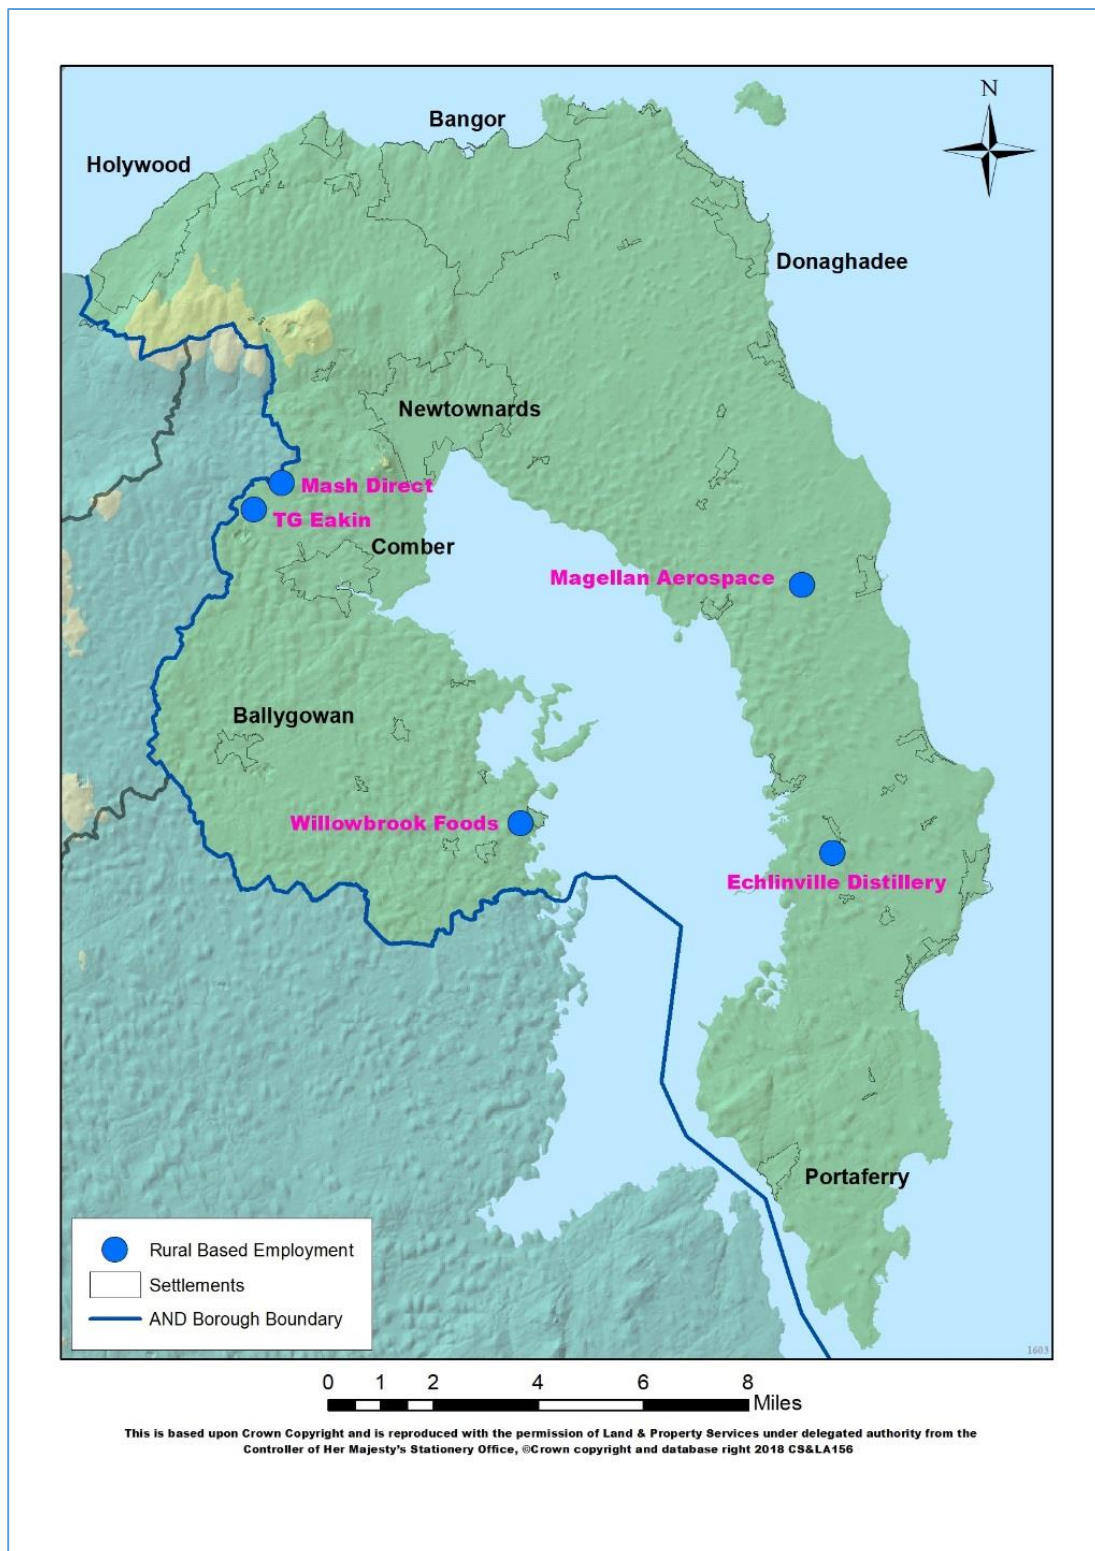 N
Bangor
Holywood
Donaghadee
Newtownards
Mash Direct
TG Eakin
Comber
Magellan Aerospace
Ballygowan
Willowbrook Foods
Echlinville Distillery
Portaferry
Rural Based Employment
Settlements
AND Borough Boundary
1603
0 1 2 4 6 8
Miles
This is based upon Crown Copyright and is reproduced with the permission of Land & Property Services under delegated authority from the
Controller of Her Majesty's Stationery Office, ©Crown copyright and database right 2018 CS&LA156